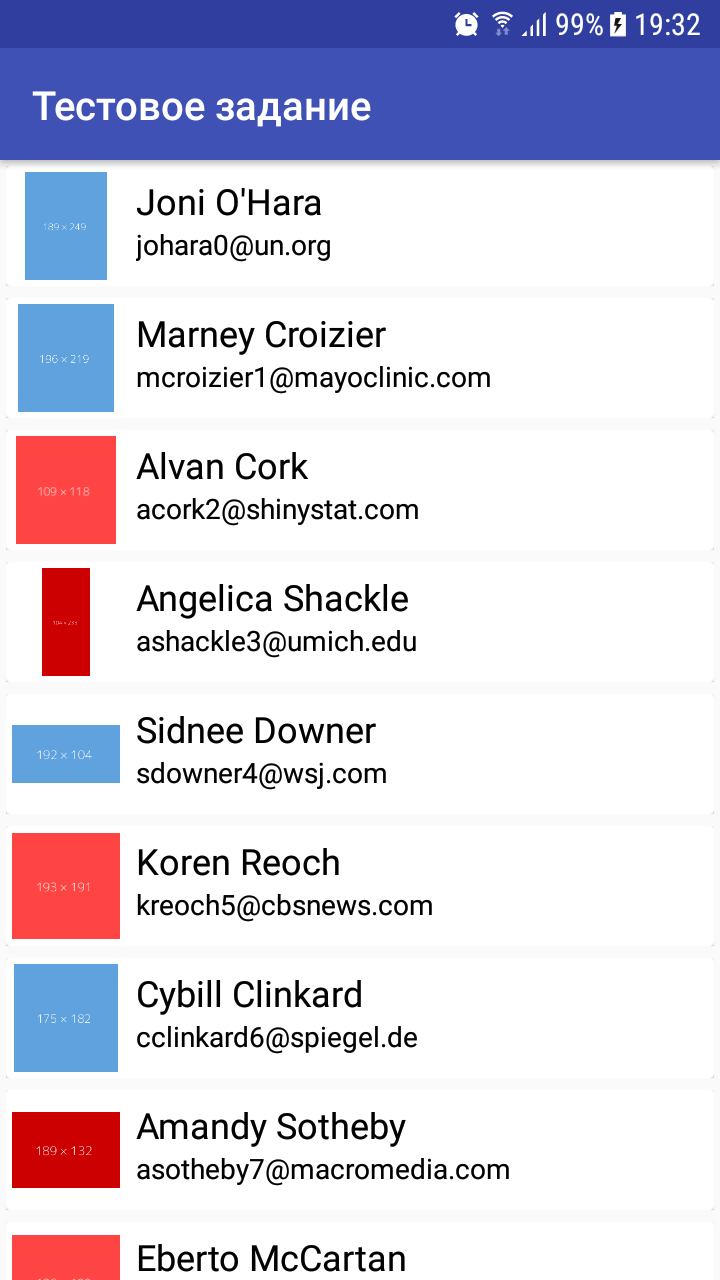 99% 19:32
Тестовое задание
189 × 249
Joni O'Hara
johara0@un.org
196 × 219
Marney Croizier
mcroizier1@mayoclinic.com
109 × 118
Alvan Cork
acork2@shinystat.com
Angelica Shackle
ashackle3@umich.edu
192 × 104
Sidnee Downer
sdowner4@wsj.com
193 × 191
Koren Reoch
kreoch5@cbsnews.com
175 × 182
Cybill Clinkard
cclinkard6@spiegel.de
189 × 132
Amandy Sotheby
asotheby7@macromedia.com
Eberto McCartan